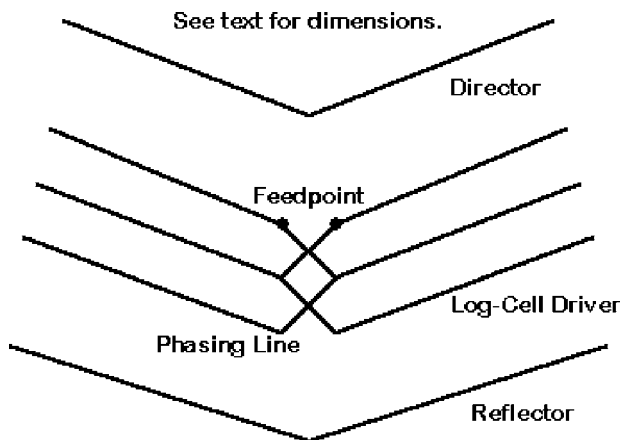 See text for dimensions.
Director
Feedpoint
Log-Cell Driver
Phasing Line
Reflector